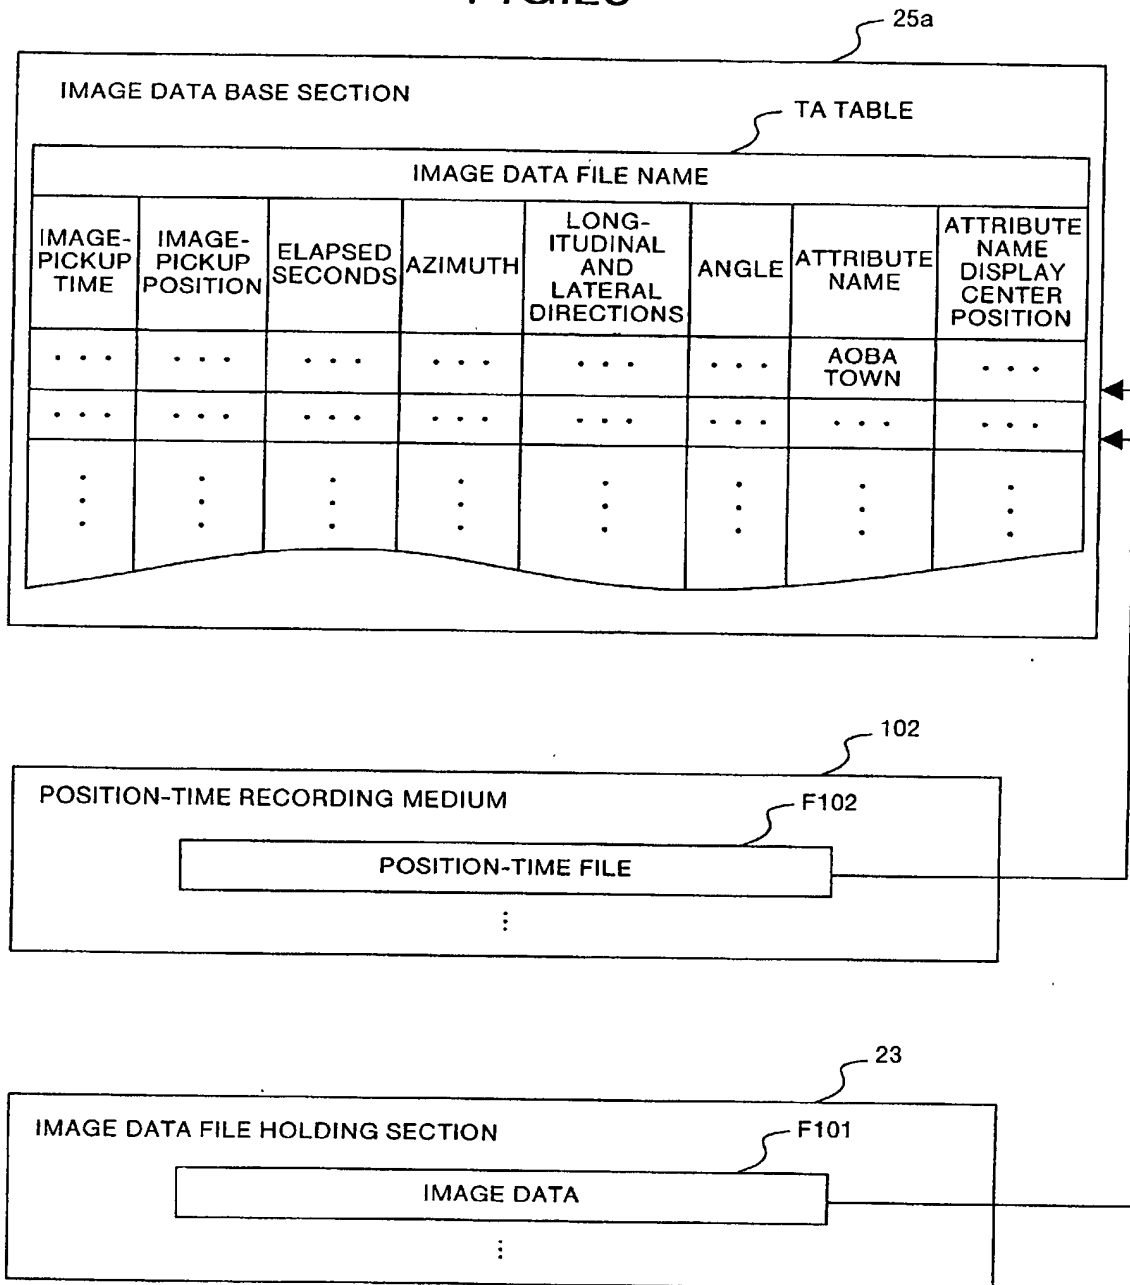 25a
IMAGE DATA BASE SECTION
TA TABLE
IMAGE DATA FILE NAME
IMAGE-
PICKUP
TIME
IMAGE-
PICKUP
POSITION
ELAPSED
SECONDS
AZIMUTH
LONG-
ITUDINAL
AND
LATERAL
DIRECTIONS
ANGLE
ATTRIBUTE
NAME
ATTRIBUTE
NAME
DISPLAY
CENTER
POSITION
AOBA
TOWN
102
POSITION-TIME RECORDING MEDIUM
F102
POSITION-TIME FILE
23
IMAGE DATA FILE HOLDING SECTION
F101
IMAGE DATA